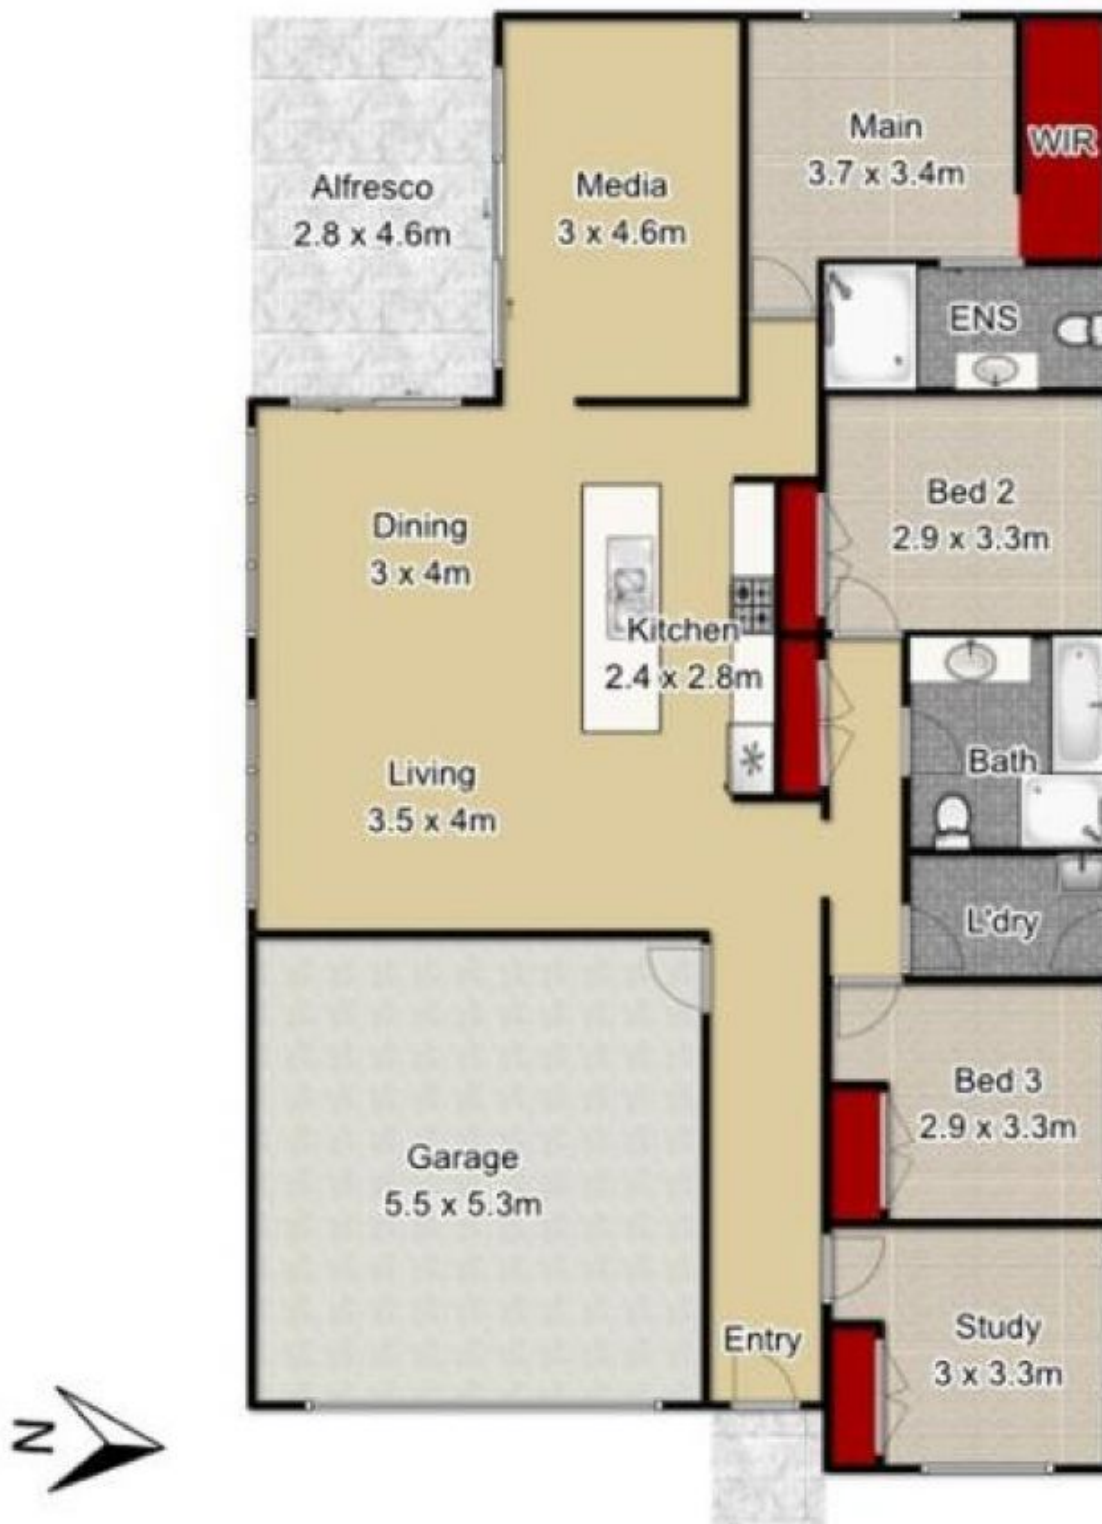 Alfresco
2.8 x 4.6m
Media
3 x 4.6m
Main
3.7 x 3.4m
WIR
ENS
Dining
3 x 4m
Kitchen
2.4 x 2.8m
Bed 2
2.9 x 3.3m
Living
3.5 x 4m
Bath
L'dry
Garage
5.5 x 5.3m
Bed 3
2.9 x 3.3m
Entry
Study
3 x 3.3m
N